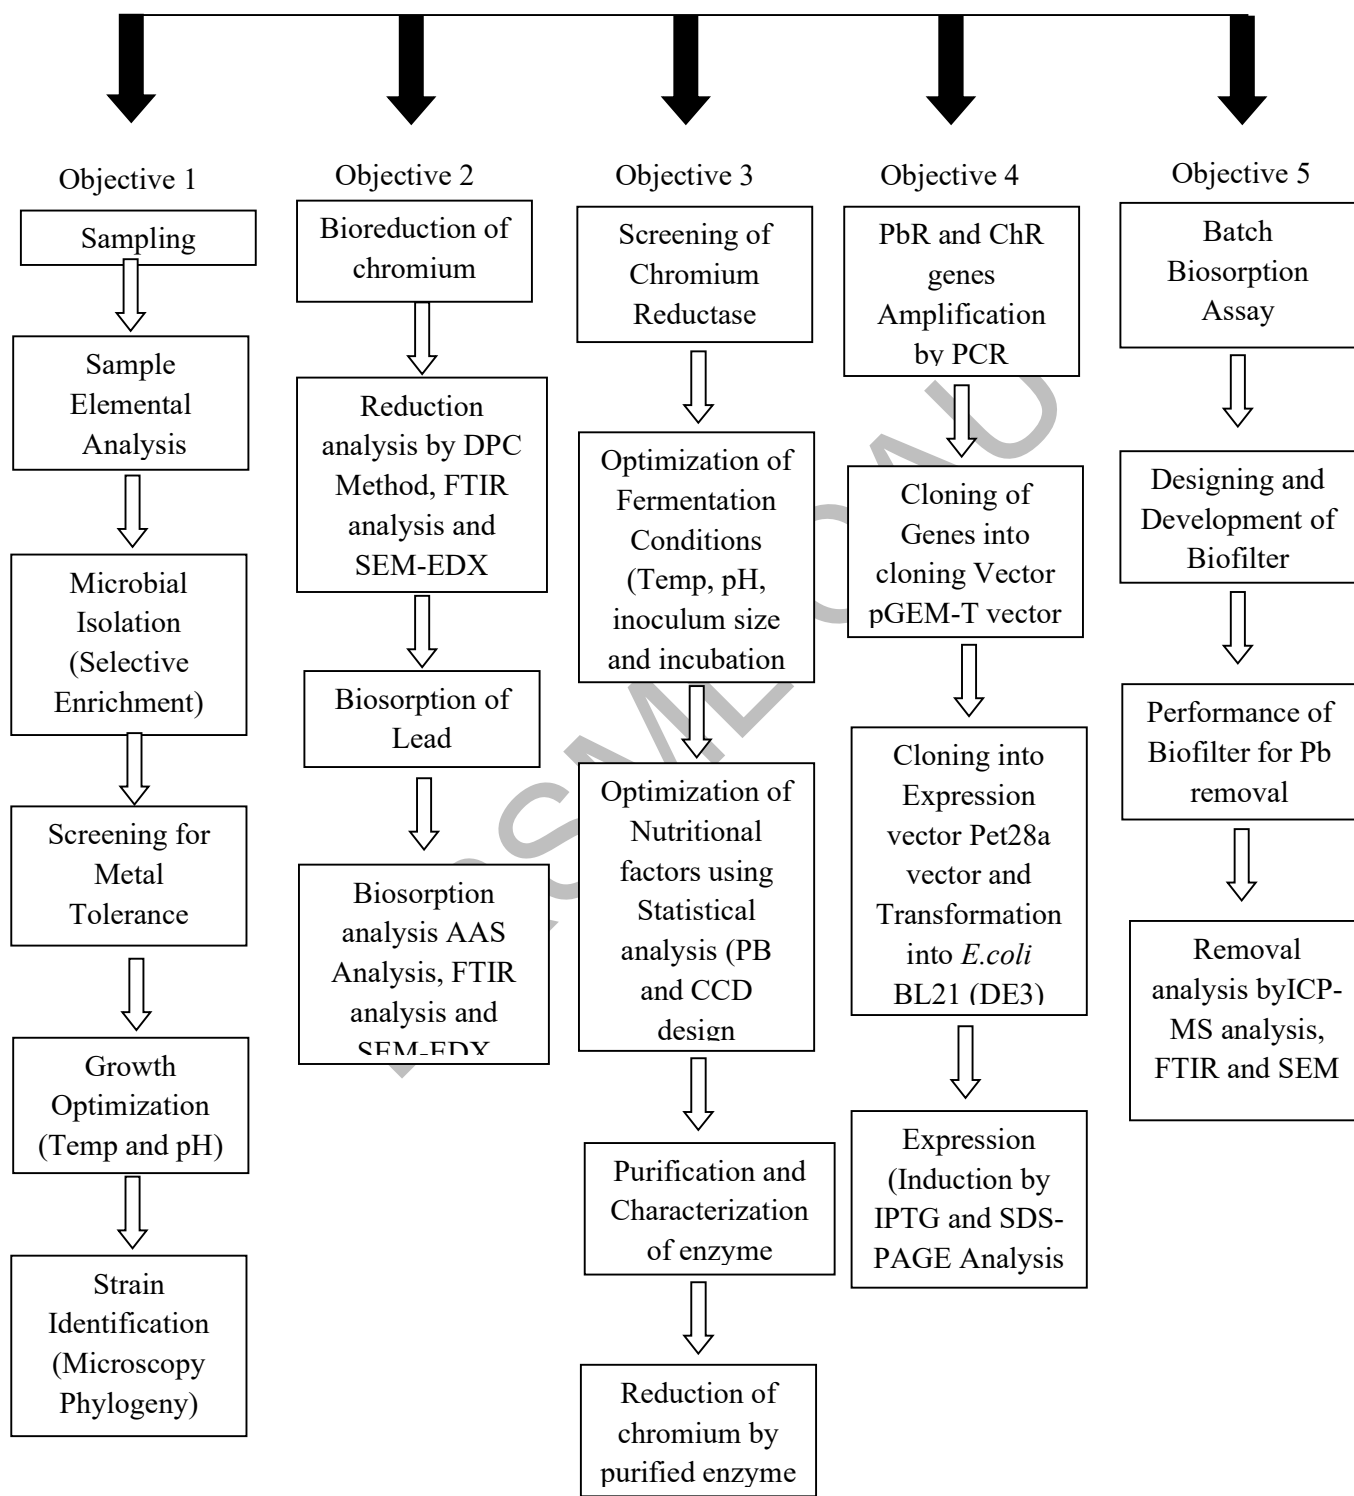 Objective 1
Sampling
Sample
Elemental
Analysis
Microbial
Isolation
(Selective
Enrichment)
Screening for
Metal
Tolerance
Growth
Optimization
(Temp and pH)
Strain
Identification
(Microscopy
Phylogeny)
Objective 2
Bioreduction of
chromium
Reduction
analysis by DPC
Method, FTIR
analysis and
SEM-EDX
Biosorption of
Lead
Biosorption
analysis AAS
Analysis, FTIR
analysis and
SEM-EDX
Objective 3
Screening of
Chromium
Reductase
Optimization of
Fermentation
Conditions
(Temp, pH,
inoculum size
and incubation
Optimization of
Nutritional
factors using
Statistical
analysis (PB
and CCD
design
Purification and
Characterization
of enzyme
Reduction of
chromium by
purified enzyme
Objective 4
PbR and ChR
genes
Amplification
by PCR
Cloning of
Genes into
cloning Vector
pGEM-T vector
Cloning into
Expression
vector Pet28a
vector and
Transformation
into E.coli
BL21 (DE3)
Expression
(Induction by
IPTG and SDS-
PAGE Analysis
Objective 5
Batch
Biosorption
Assay
Designing and
Development of
Biofilter
Performance of
Biofilter for Pb
removal
Removal
analysis byICP-
MS analysis,
FTIR and SEM